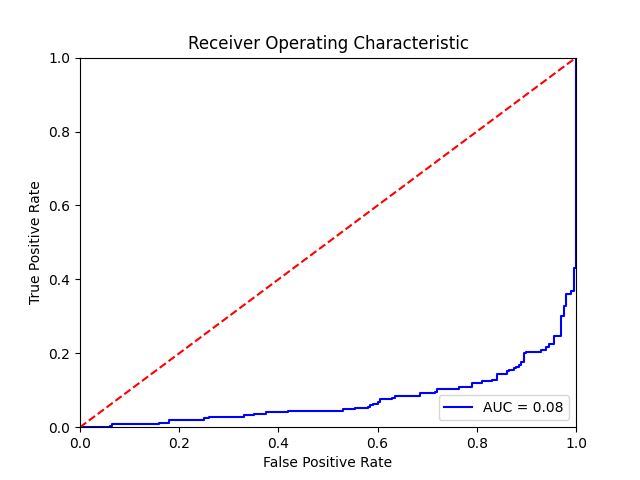 Receiver Operating Characteristic
True Positive Rate
1.0
0.8
0.6
0.4
0.2
0.0
AUC = 0.08
0.0 0.2 0.4 0.6 0.8 1.0
False Positive Rate